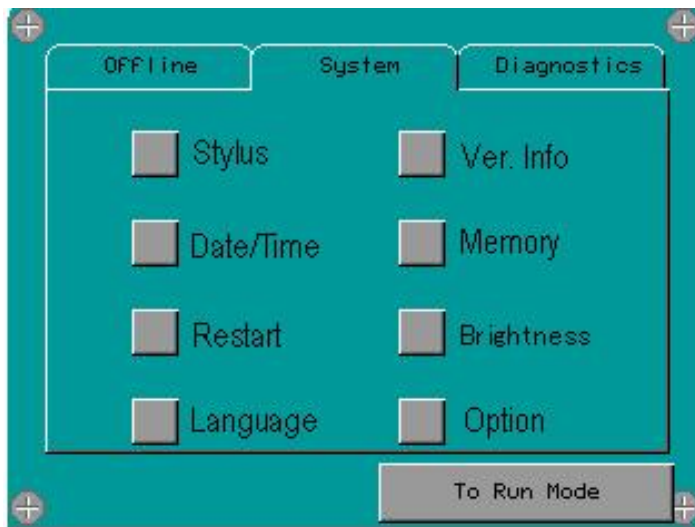 Offline System Diagnostics
Stylus Ver. Info
Date/Time Memory
Restart Brightness
Language Option
To Run Mode